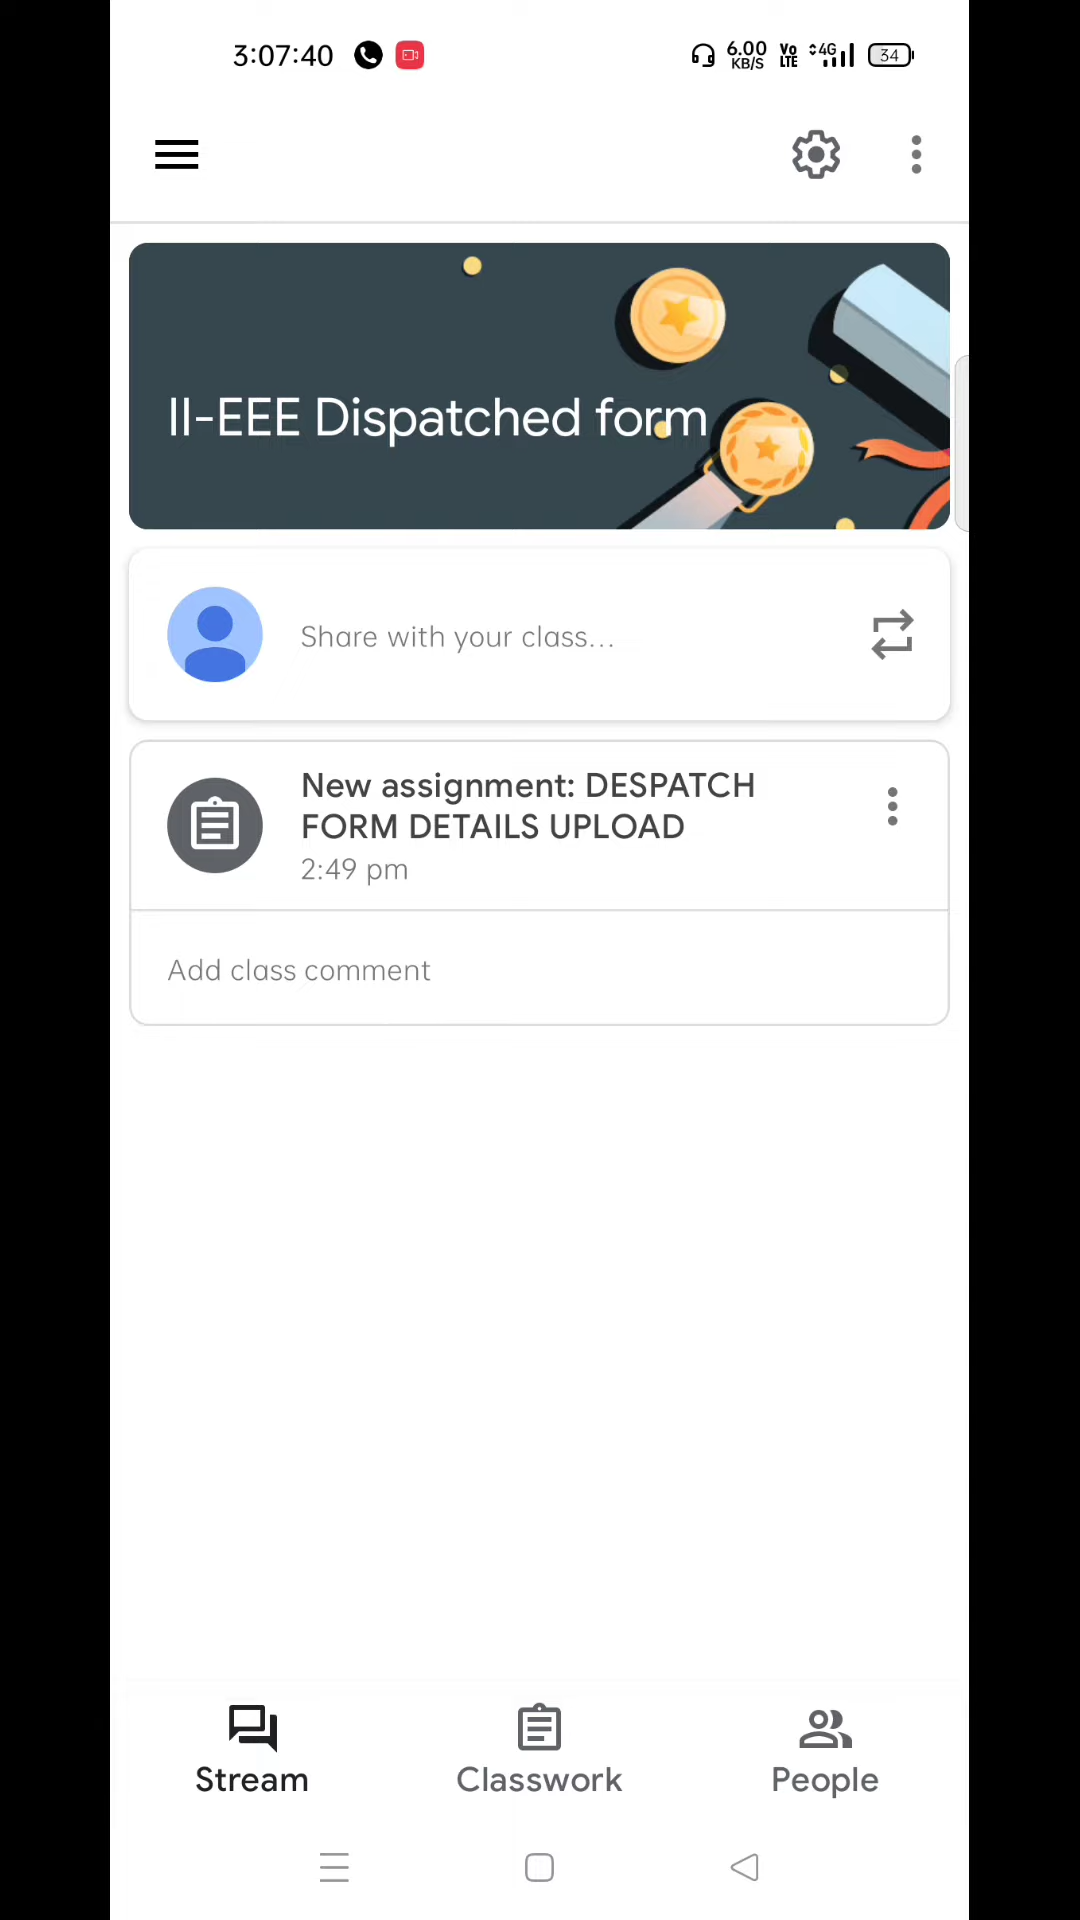 3:07:40 6.00 KB/S Vo LTE 4G 34
II-EEE Dispatched form
Share with your class...
New assignment: DESPATCH
FORM DETAILS UPLOAD
2:49 pm
Add class comment
Stream Classwork People